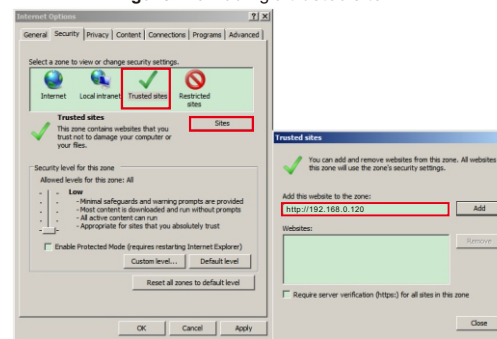 Internet Options
General Security Privacy Content Connections Programs Advanced
Select a zone to view or change security settings.
Internet Local intranet Trusted sites Restricted sites
Trusted sites
This zone contains websites that you
trust not to damage your computer or
your files.
Sites
Security level for this zone
Allowed levels for this zone: All
Low
- Minimal safeguards and warning prompts are provided
- Most content is downloaded and run without prompts
- All active content can run
- Appropriate for sites that you absolutely trust
Enable Protected Mode (requires restarting Internet Explorer)
Custom level... Default level
Reset all zones to default level
OK Cancel Apply
Trusted sites
You can add and remove websites from this zone. All websites
this zone will use the zone's security settings.
Add this website to the zone:
http://192.168.0.120 Add
Websites:
Remove
Require server verification (https:) for all sites in this zone
Close